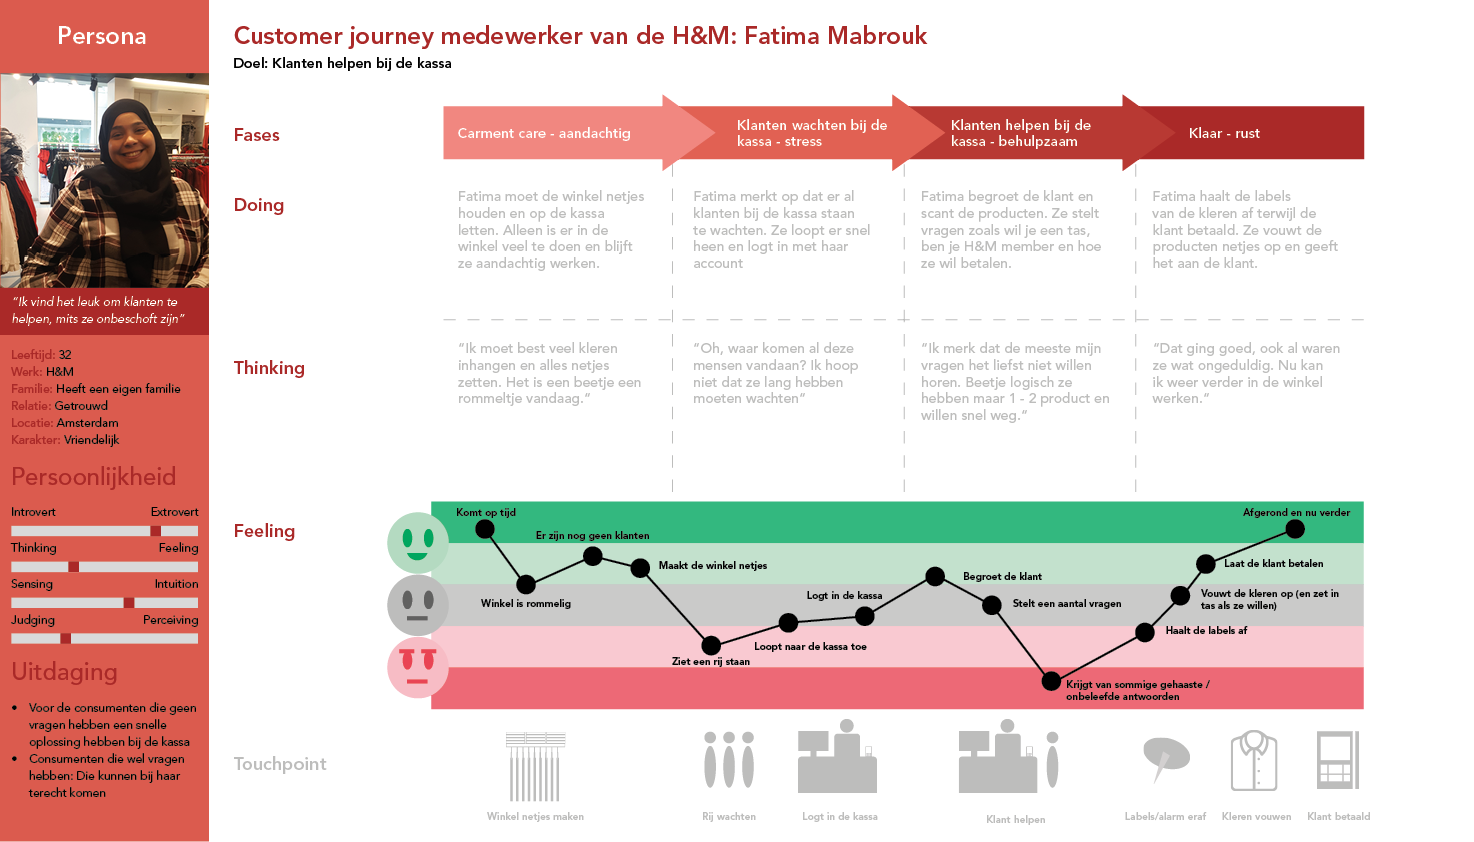 Persona
“Ik vind het leuk om klanten te
helpen, mits ze onbeschoft zijn”
Leeftijd: 32
Werk: H&M
Familie: Heeft een eigen familie
Relatie: Getrouwd
Locatie: Amsterdam
Karakter: Vriendelijk
Persoonlijkheid
Introvert Extrovert
Thinking Feeling
Sensing Intuition
Judging Perceiving
Uitdaging
• Voor de consumenten die geen
vragen hebben een snelle
oplossing hebben bij de kassa
• Consumenten die wel vragen
hebben: Die kunnen bij haar
terecht komen
Customer journey medewerker van de H&M: Fatima Mabrouk
Doel: Klanten helpen bij de kassa
Fases
Carment care - aandachtig
Klanten wachten bij de
kassa - stress
Klanten helpen bij de
kassa - behulpzaam
Klaar - rust
Doing
Fatima moet de winkel netjes
houden en op de kassa
letten. Alleen is er in de
winkel veel te doen en blijft
ze aandachtig werken.
Fatima merkt op dat er al
klanten bij de kassa staan
te wachten. Ze loopt er snel
heen en logt in met haar
account
Fatima begroet de klant en
scant de producten. Ze stelt
vragen zoals wil je een tas,
ben je H&M member en hoe
ze wil betalen.
Fatima haalt de labels
van de kleren af terwijl de
klant betaald. Ze vouwt de
producten netjes op en geeft
het aan de klant.
Thinking
“Ik moet best veel kleren
inhangen en alles netjes
zetten. Het is een beetje een
rommeltje vandaag.”
“Oh, waar komen al deze
mensen vandaan? Ik hoop
niet dat ze lang hebben
moeten wachten”
“Ik merk dat de meeste mijn
vragen het liefst niet willen
horen. Beetje logisch ze
hebben maar 1 - 2 product en
willen snel weg.”
“Dat ging goed, ook al waren
ze wat ongeduldig. Nu kan
ik weer verder in de winkel
werken.”
Feeling
Komt op tijd
Winkel is rommelig
Er zijn nog geen klanten
Maakt de winkel netjes
Ziet een rij staan
Loopt naar de kassa toe
Logt in de kassa
Begroet de klant
Stelt een aantal vragen
Krijgt van sommige gehaaste /
onbeleefde antwoorden
Haalt de labels af
Vouwt de kleren op (en zet in
tas als ze willen)
Laat de klant betalen
Afgerond en nu verder
Touchpoint
Winkel netjes maken
Rij wachten
Logt in de kassa
Klant helpen
Labels/alarm eraf
Kleren vouwen
Klant betaald